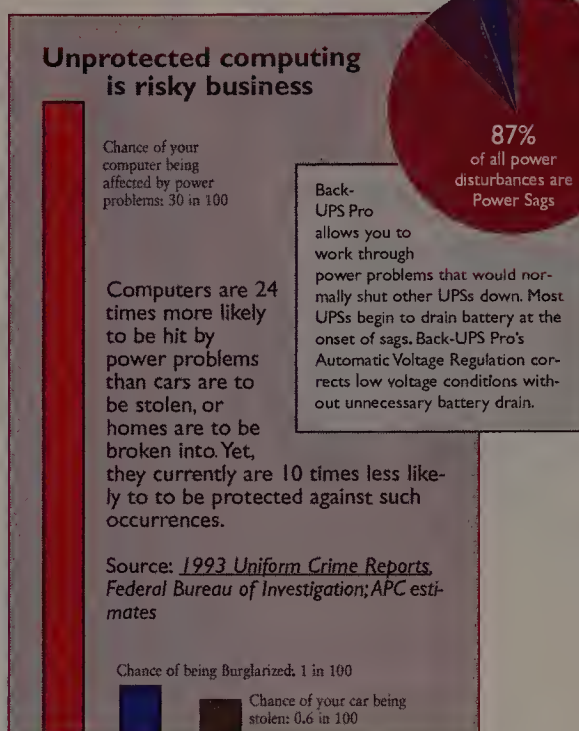 Unprotected computing
is risky business
Chance of your
computer being
affected by power
problems: 30 in 100
87%
of all power
disturbances are
Power Sags
Back-
UPS Pro
allows you to
work through
power problems that would nor-
mally shut other UPSs down. Most
UPSs begin to drain battery at the
onset of sags. Back-UPS Pro's
Automatic Voltage Regulation cor-
rects low voltage conditions with-
out unnecessary battery drain.
Computers are 24
times more likely
to be hit by
power problems
than cars are to
be stolen, or
homes are to be
broken into. Yet,
they currently are 10 times less like-
ly to to be protected against such
occurrences.
Source: 1993 Uniform Crime Reports,
Federal Bureau of Investigation; APC esti-
mates
Chance of being Burglarized: 1 in 100
Chance of your car being
stolen: 0.6 in 100